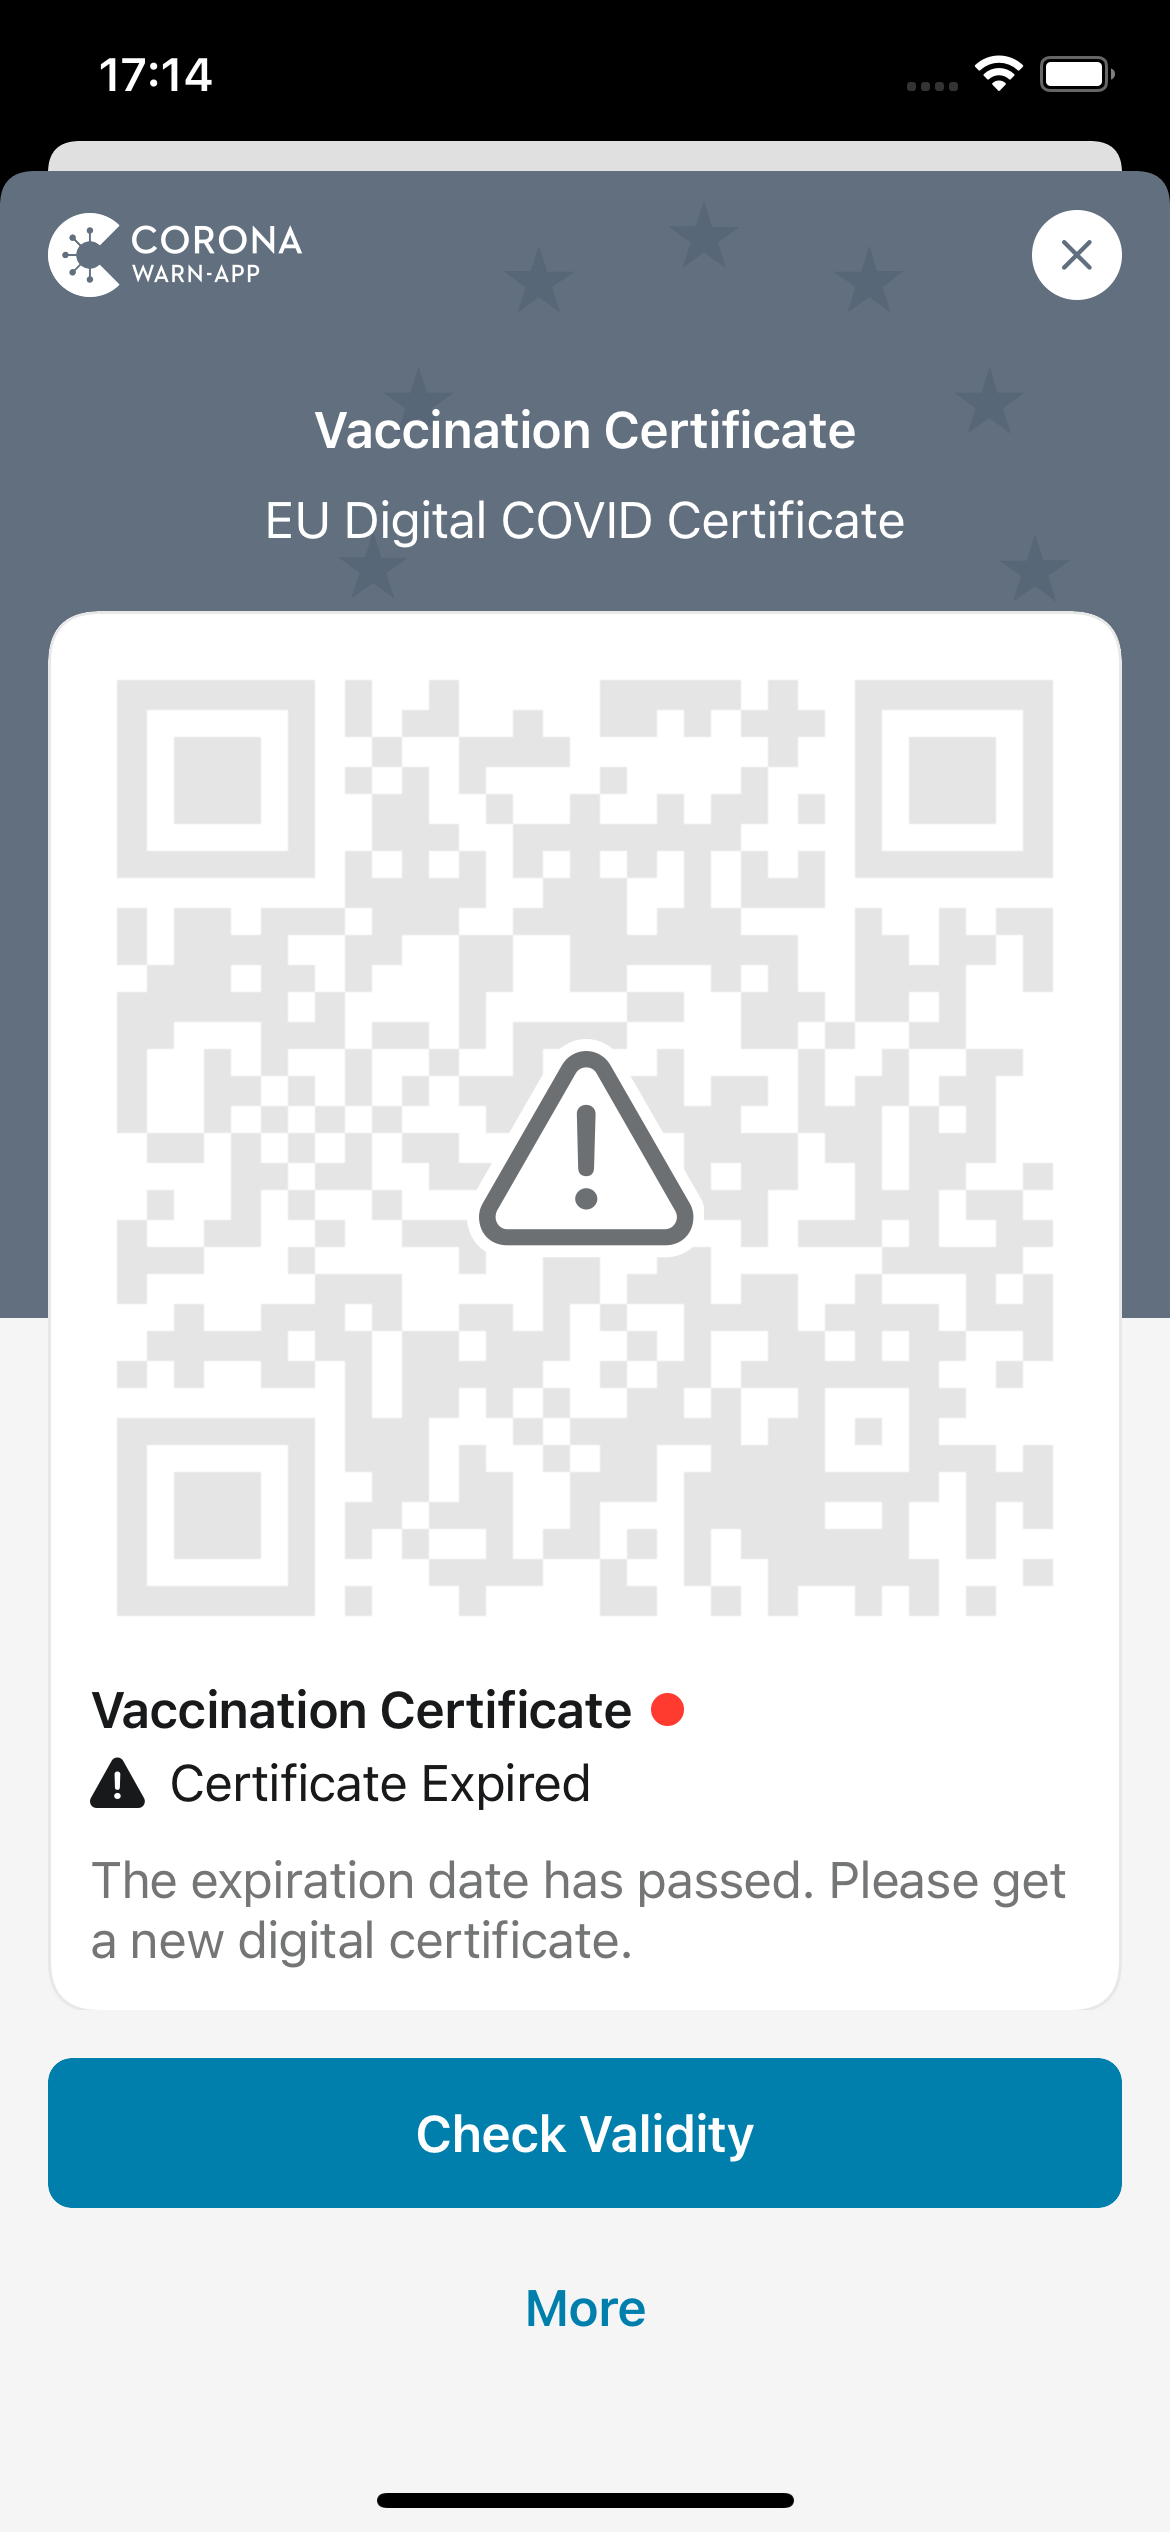 17:14
CORONA
WARN-APP
Vaccination Certificate
EU Digital COVID Certificate
Vaccination Certificate
Certificate Expired
The expiration date has passed. Please get
a new digital certificate.
Check Validity
More